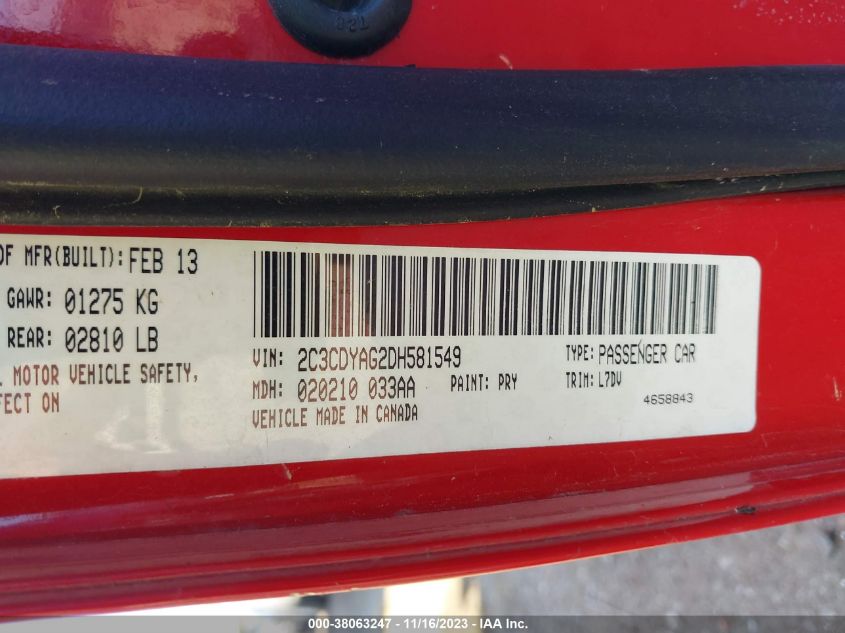 021
OF MFR(BUILT): FEB 13
GAWR: 01275 KG
REAR: 02810 LB
MOTOR VEHICLE SAFETY,
FECT ON
VIN: 2C3CDYAG2DH581549
TYPE: PASSENGER CAR
MDH: 020210 033AA
PAINT: PRY
TRIM: L7DV
VEHICLE MADE IN CANADA
4658843
000-38063247 - 11/16/2023 - IAA Inc.